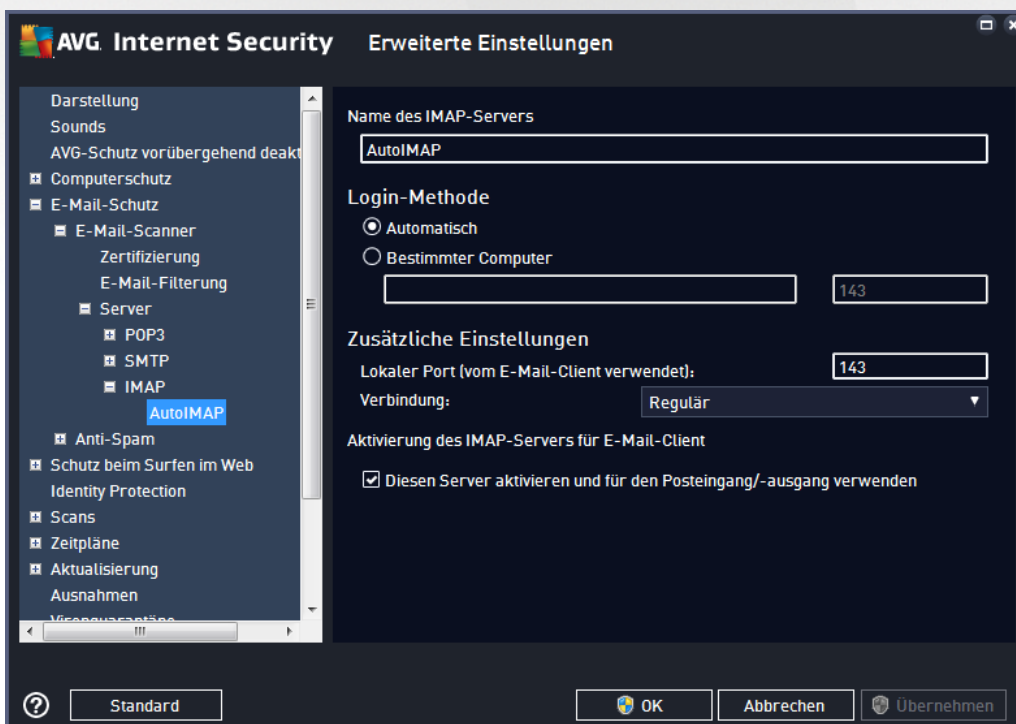 AVG. Internet Security Erweiterte Einstellungen
Darstellung
Sounds
AVG-Schutz vorübergehend deakt
Computerschutz
E-Mail-Schutz
E-Mail-Scanner
Zertifizierung
E-Mail-Filterung
Server
POP3
SMTP
IMAP
AutoIMAP
Anti-Spam
Schutz beim Surfen im Web
Identity Protection
Scans
Zeitpläne
Aktualisierung
Ausnahmen
Virenquarantäne
Name des IMAP-Servers
AutoIMAP
Login-Methode
Automatisch
Bestimmter Computer
143
Zusätzliche Einstellungen
Lokaler Port (vom E-Mail-Client verwendet): 143
Verbindung: Regulär
Aktivierung des IMAP-Servers für E-Mail-Client
Diesen Server aktivieren und für den Posteingang/-ausgang verwenden
? Standard OK Abbrechen Übernehmen